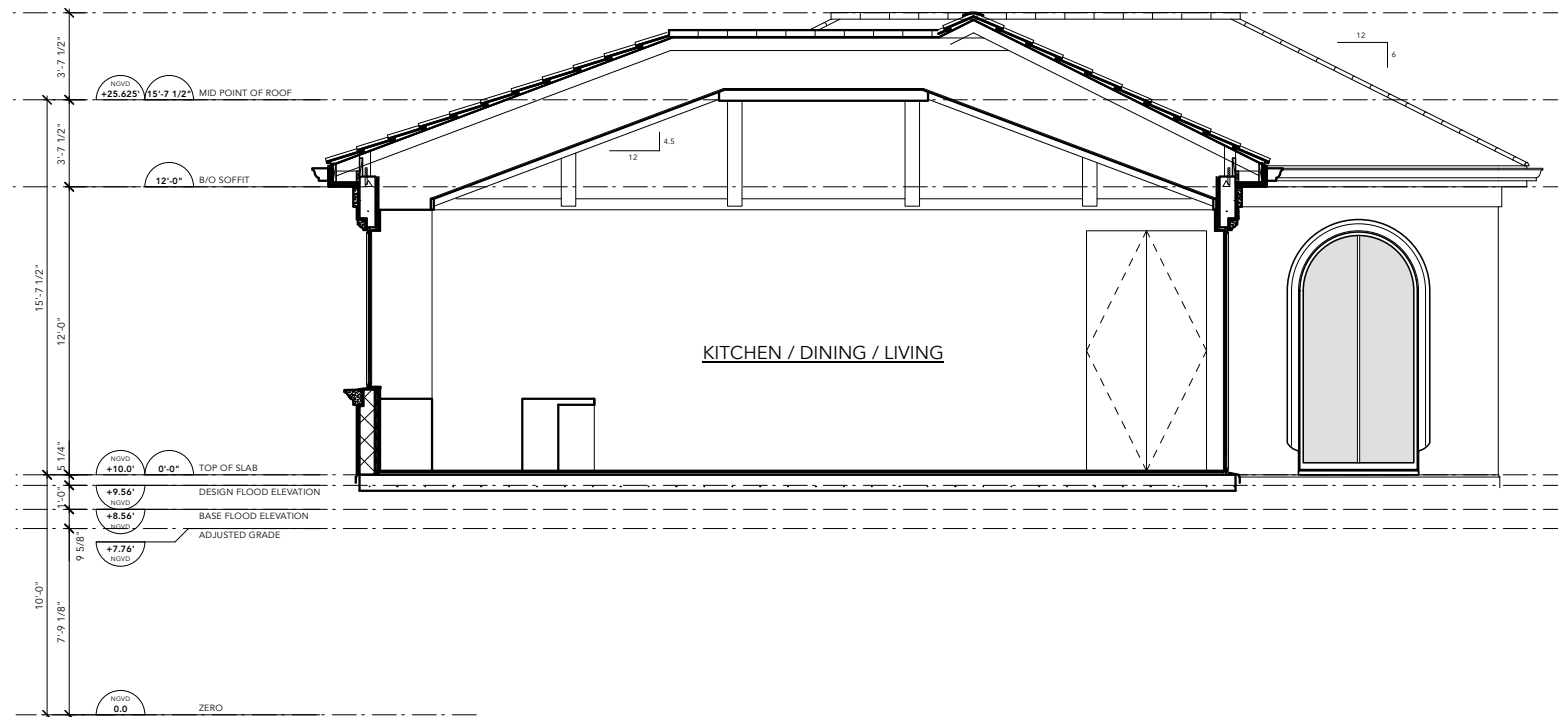 3'-7 1/2"
NGVD
+25.625' 15'-7 1/2" MID POINT OF ROOF
3'-7 1/2"
12'-0" B/O SOFFIT
12
6
4.5
12
15'-7 1/2"
12'-0"
KITCHEN / DINING / LIVING
5 1/4"
NGVD
+10.0' 0'-0" TOP OF SLAB
1'-0"
+9.56' DESIGN FLOOD ELEVATION
NGVD
+8.56' BASE FLOOD ELEVATION
NGVD
ADJUSTED GRADE
9 5/8"
+7.76'
NGVD
10'-0"
7'-9 1/8"
NGVD
0.0 ZERO